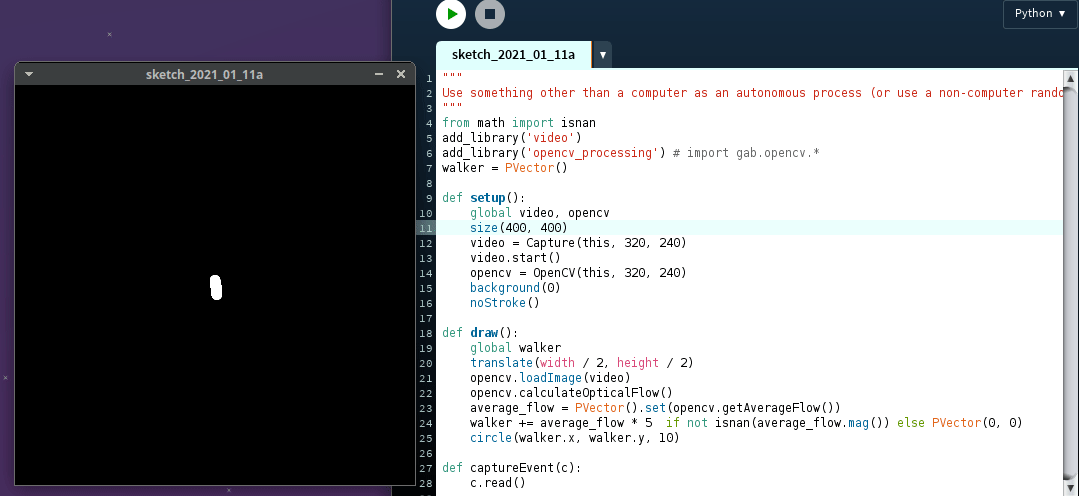 Python ▼
sketch_2021_01_11a ▼
sketch_2021_01_11a
1 """
2 Use something other than a computer as an autonomous process (or use a non-computer rando
3 """
4 from math import isnan
5 add_library('video')
6 add_library('opencv_processing') # import gab.opencv.*
7 walker = PVector()
8
9 def setup():
10     global video, opencv
11     size(400, 400)
12     video = Capture(this, 320, 240)
13     video.start()
14     opencv = OpenCV(this, 320, 240)
15     background(0)
16     noStroke()
17
18 def draw():
19     global walker
20     translate(width / 2, height / 2)
21     opencv.loadImage(video)
22     opencv.calculateOpticalFlow()
23     average_flow = PVector().set(opencv.getAverageFlow())
24     walker += average_flow * 5  if not isnan(average_flow.mag()) else PVector(0, 0)
25     circle(walker.x, walker.y, 10)
26
27 def captureEvent(c):
28     c.read()